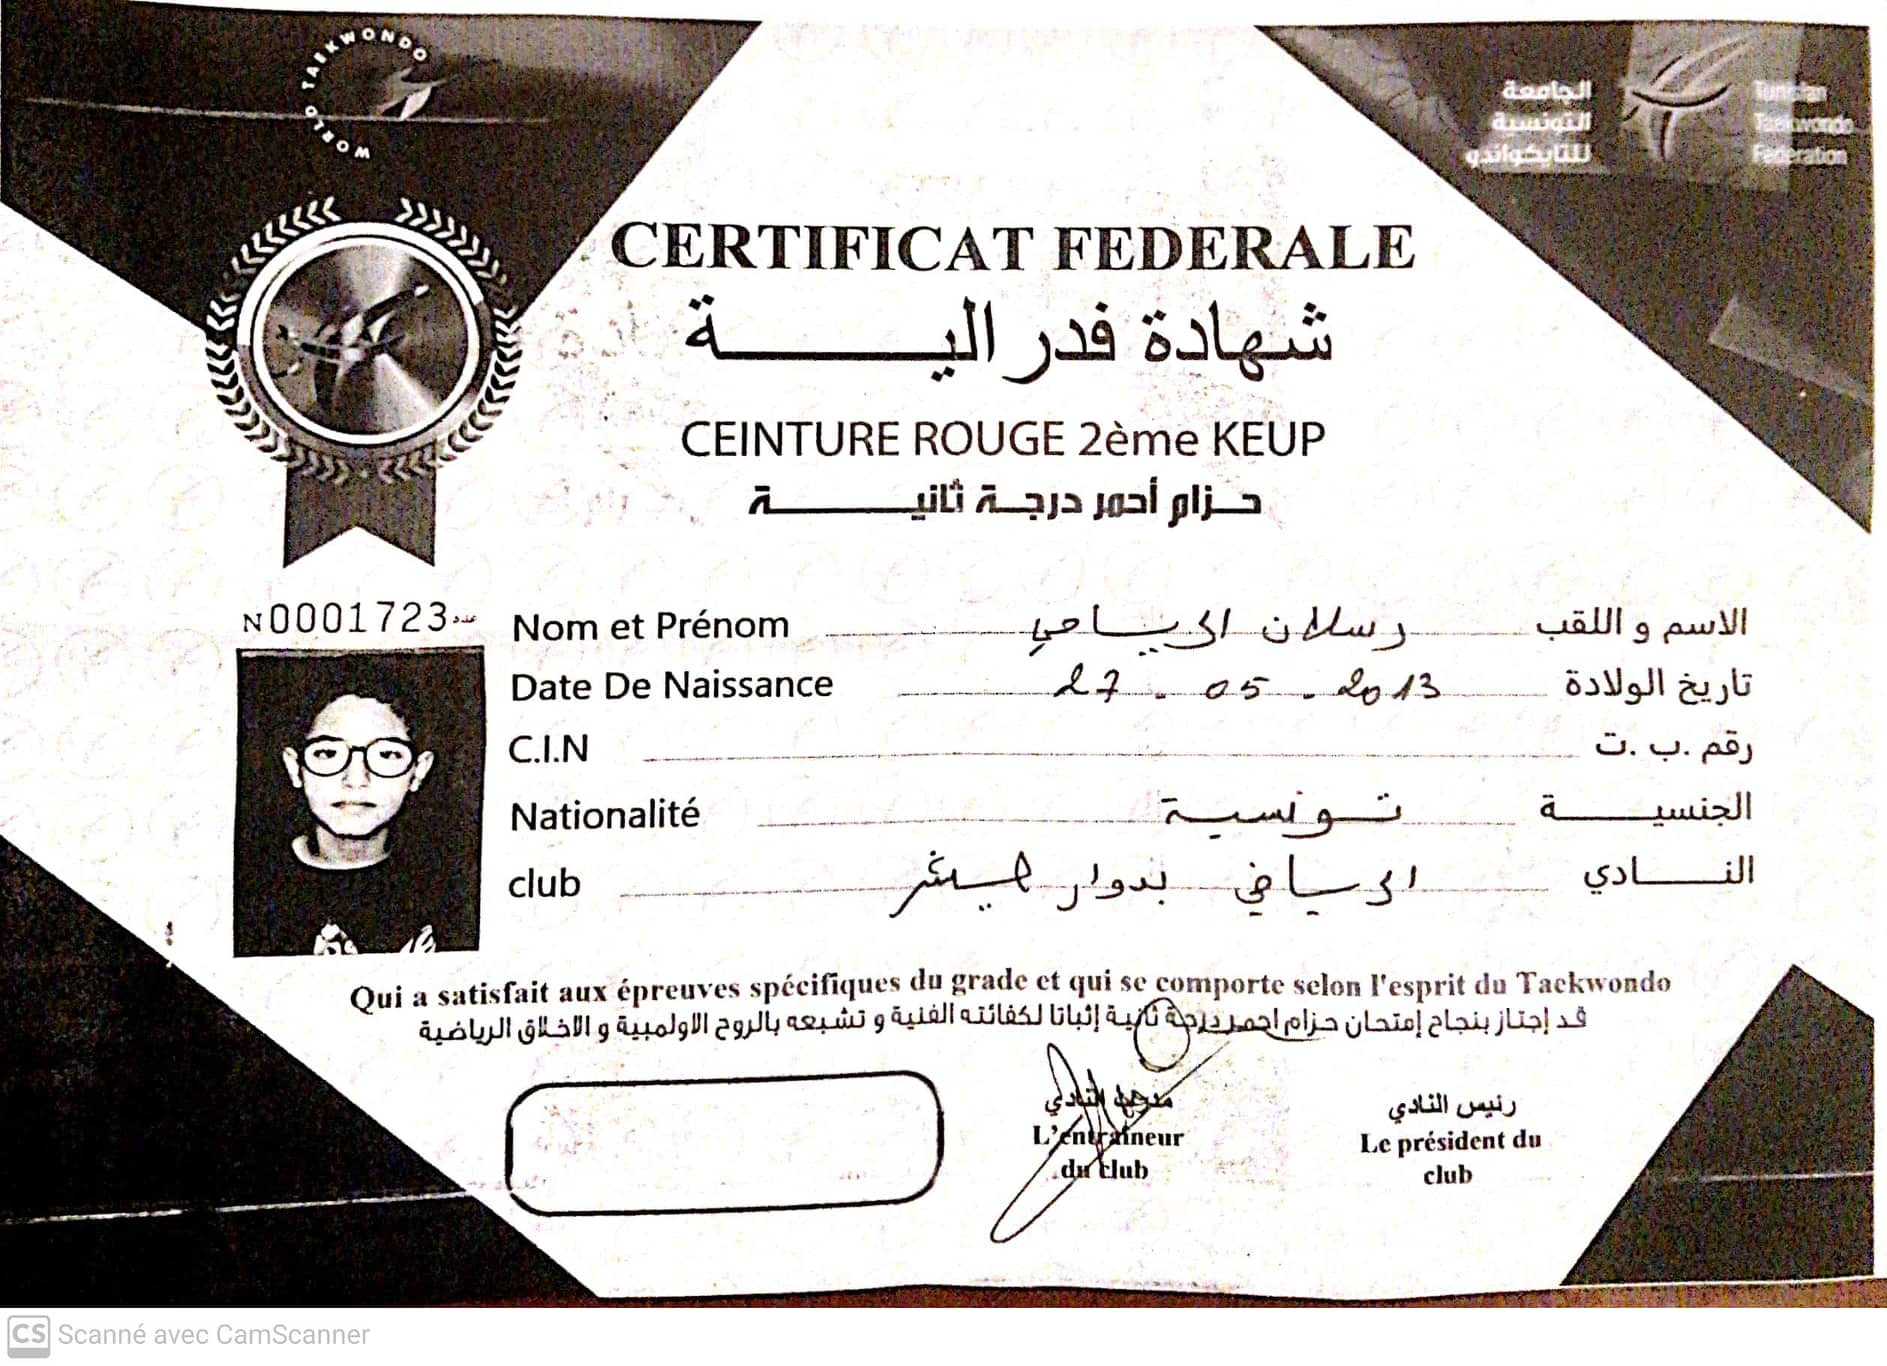 WORLD TAEKWONDO
الجامعة
التونسية
للتايكواندو
Tunisian
Taekwondo
Federation
CERTIFICAT FEDERALE
شهادة فدرالية
CEINTURE ROUGE 2ème KEUP
حزام أحمر درجة ثانية
N0001723عدد
Nom et Prénom رسلان الرياحي الاسم و اللقب
Date De Naissance 27.05.2013 تاريخ الولادة
C.I.N رقم ب.ت.
Nationalité تونسية الجنسية
club الرياضي بدوار هيشر النادي
Qui a satisfait aux épreuves spécifiques du grade et qui se comporte selon l'esprit du Taekwondo
قد إجتاز بنجاح إمتحان حزام احمر درجة ثانية إثباتا لكفائته الفنية و تشبعه بالروح الاولمبية و الاخلاق الرياضية
النادي
L'entraîneur
du club
رئيس النادي
Le président du
club
CS Scanné avec CamScanner